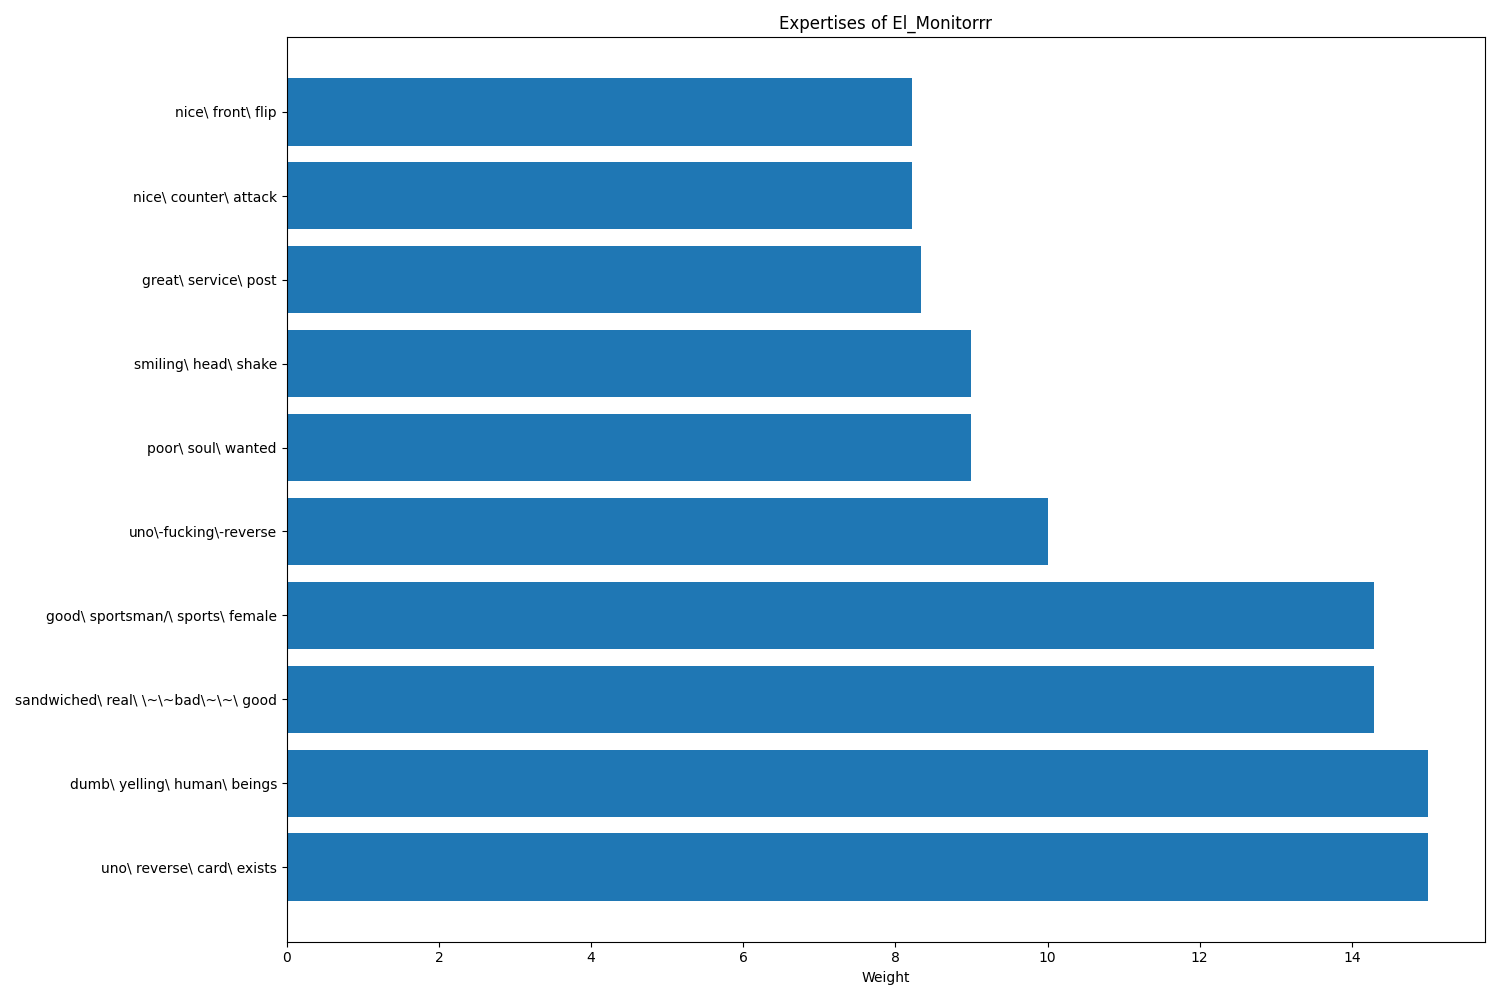 Expertises of El_Monitorrr
nice\ front\ flip
nice\ counter\ attack
great\ service\ post
smiling\ head\ shake
poor\ soul\ wanted
uno\-fucking\-reverse
good\ sportsman/\ sports\ female
sandwiched\ real\ \~\~bad\~\~\ good
dumb\ yelling\ human\ beings
uno\ reverse\ card\ exists
0 2 4 6 8 10 12 14
Weight